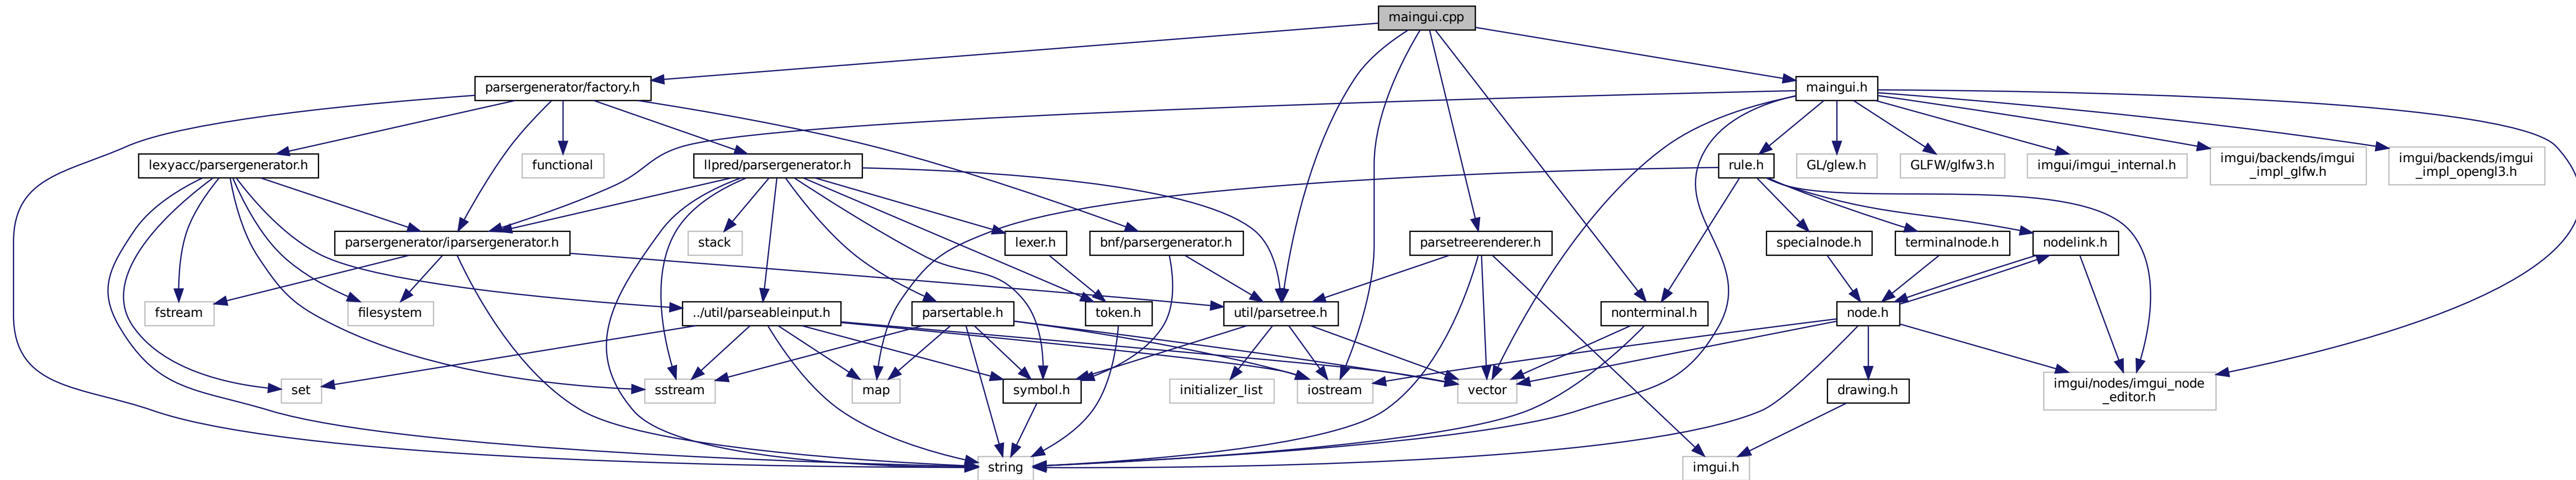 maingui.cpp
parsergenerator/factory.h
maingui.h
lexyacc/parsergenerator.h
functional
llpred/parsergenerator.h
rule.h
GL/glew.h
GLFW/glfw3.h
imgui/imgui_internal.h
imgui/backends/imgui
_impl_glfw.h
imgui/backends/imgui
_impl_opengl3.h
parsergenerator/iparsergenerator.h
stack
lexer.h
bnf/parsergenerator.h
parsetreerenderer.h
specialnode.h
terminalnode.h
nodelink.h
fstream
filesystem
../util/parseableinput.h
parsertable.h
token.h
util/parsetree.h
nonterminal.h
node.h
set
sstream
map
symbol.h
initializer_list
iostream
vector
drawing.h
imgui/nodes/imgui_node
_editor.h
string
imgui.h